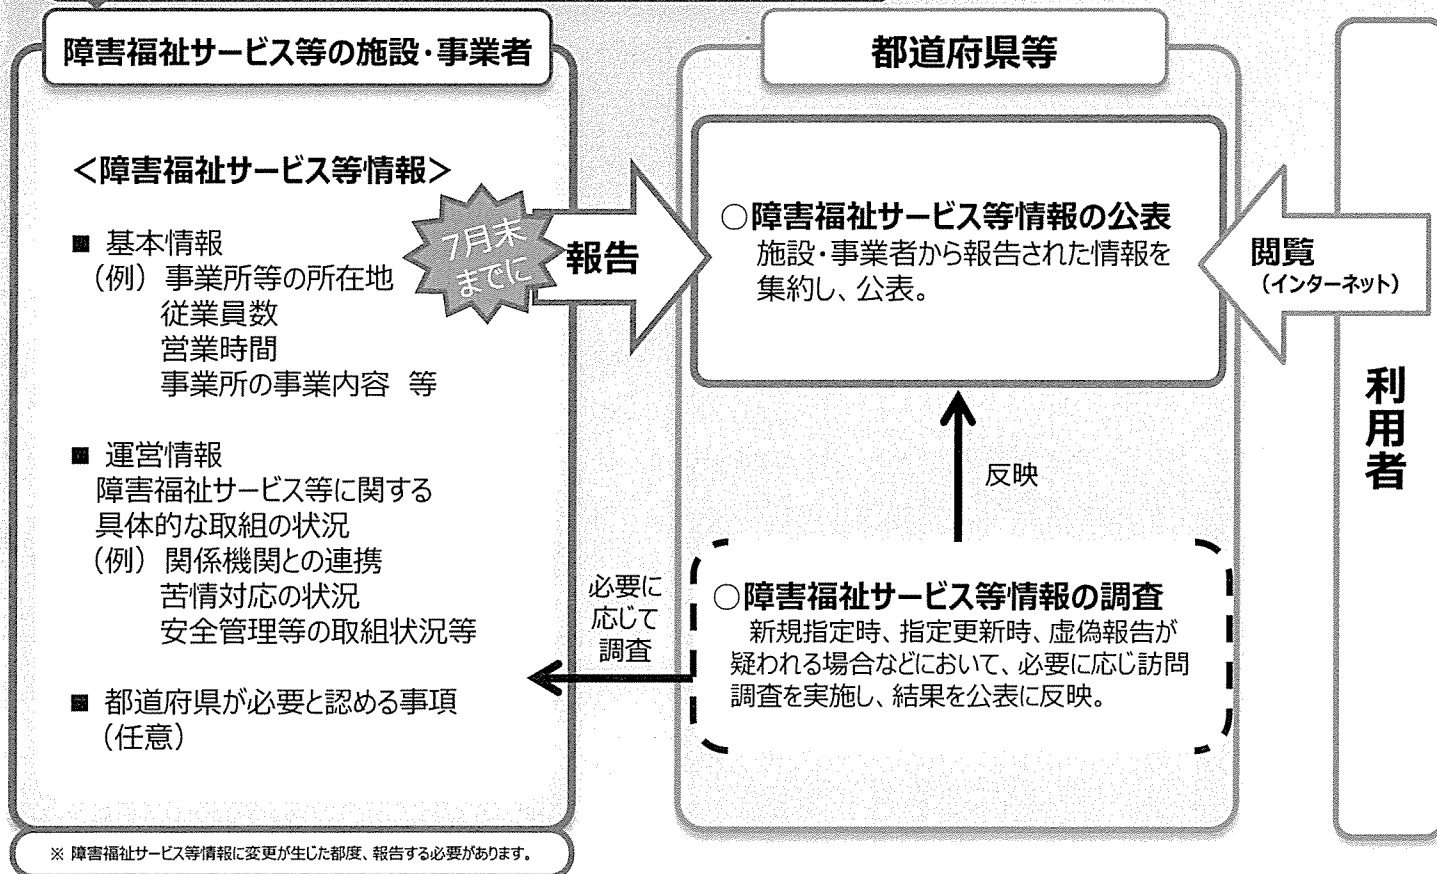 障害福祉サービス等の施設・事業者
＜障害福祉サービス等情報＞
■ 基本情報
（例）事業所等の所在地
従業員数
営業時間
事業所の事業内容 等
■ 運営情報
障害福祉サービス等に関する
具体的な取組の状況
（例）関係機関との連携
苦情対応の状況
安全管理等の取組状況等
■ 都道府県が必要と認める事項
（任意）
※ 障害福祉サービス等情報に変更が生じた都度、報告する必要があります。
7月末
までに
報告
必要に
応じて
調査
都道府県等
○障害福祉サービス等情報の公表
施設・事業者から報告された情報を
集約し、公表。
反映
○障害福祉サービス等情報の調査
新規指定時、指定更新時、虚偽報告が
疑われる場合などにおいて、必要に応じ訪問
調査を実施し、結果を公表に反映。
閲覧
（インターネット）
利用者